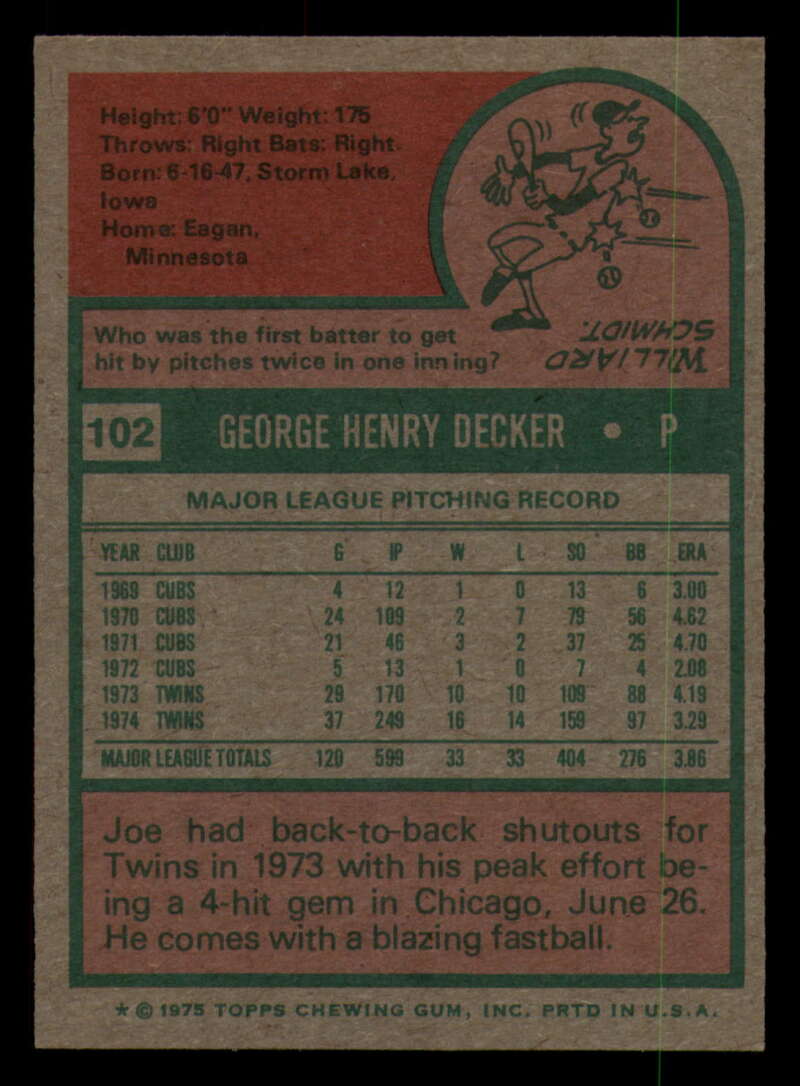 Height: 6'0" Weight: 175
Throws: Right Bats: Right
Born: 6-16-47, Storm Lake,
Iowa
Home: Eagan,
Minnesota
Who was the first batter to get
hit by pitches twice in one inning?
WILLARD
SCHMIDT.
102 GEORGE HENRY DECKER • P
MAJOR LEAGUE PITCHING RECORD
YEAR CLUB G IP W L SO BB ERA
1969 CUBS 4 12 1 0 13 6 3.00
1970 CUBS 24 109 2 7 79 56 4.62
1971 CUBS 21 46 3 2 37 25 4.70
1972 CUBS 5 13 1 0 7 4 2.08
1973 TWINS 29 170 10 10 109 88 4.19
1974 TWINS 37 249 16 14 159 97 3.29
MAJOR LEAGUE TOTALS 120 599 33 33 404 276 3.86
Joe had back-to-back shutouts for
Twins in 1973 with his peak effort be-
ing a 4-hit gem in Chicago, June 26.
He comes with a blazing fastball.
* © 1975 TOPPS CHEWING GUM, INC. PRTD IN U.S.A.